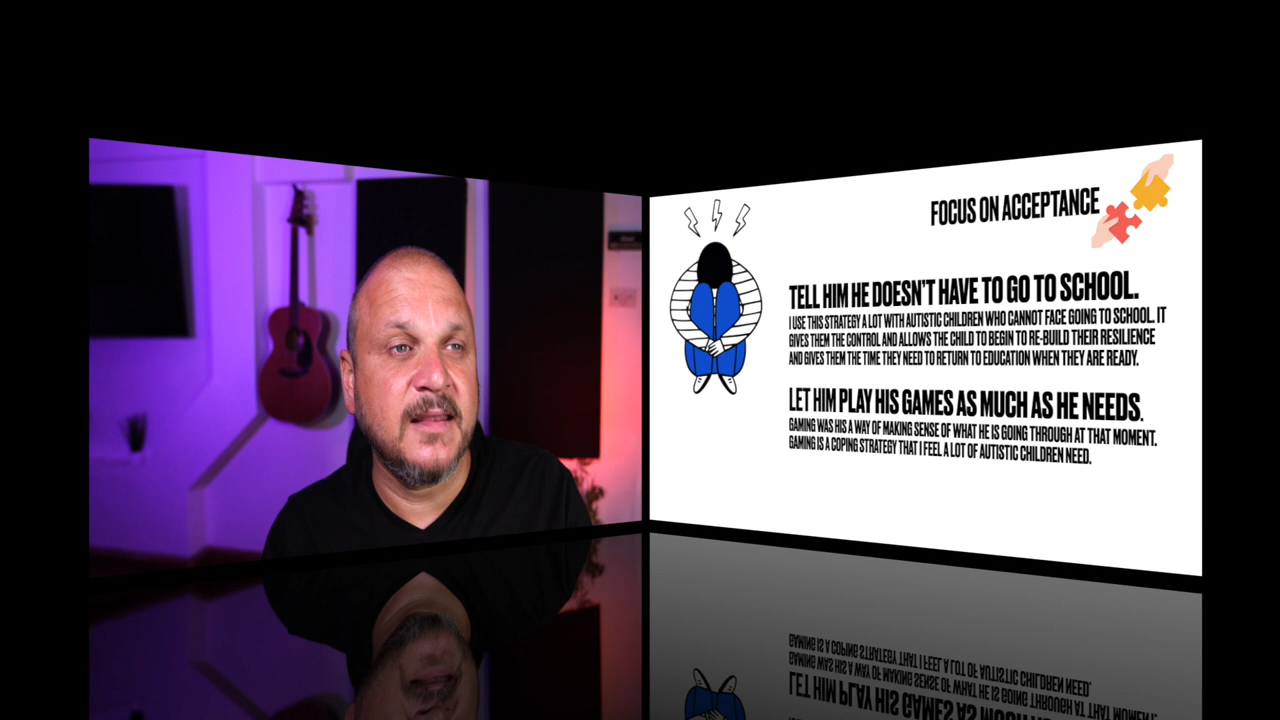 FOCUS ON ACCEPTANCE
TELL HIM HE DOESN'T HAVE TO GO TO SCHOOL.
I USE THIS STRATEGY A LOT WITH AUTISTIC CHILDREN WHO CANNOT FACE GOING TO SCHOOL. IT
GIVES THEM THE CONTROL AND ALLOWS THE CHILD TO BEGIN TO RE-BUILD THEIR RESILIENCE
AND GIVES THEM THE TIME THEY NEED TO RETURN TO EDUCATION WHEN THEY ARE READY.
LET HIM PLAY HIS GAMES AS MUCH AS HE NEEDS.
GAMING WAS HIS A WAY OF MAKING SENSE OF WHAT HE IS GOING THROUGH AT THAT MOMENT.
GAMING IS A COPING STRATEGY THAT I FEEL A LOT OF AUTISTIC CHILDREN NEED.